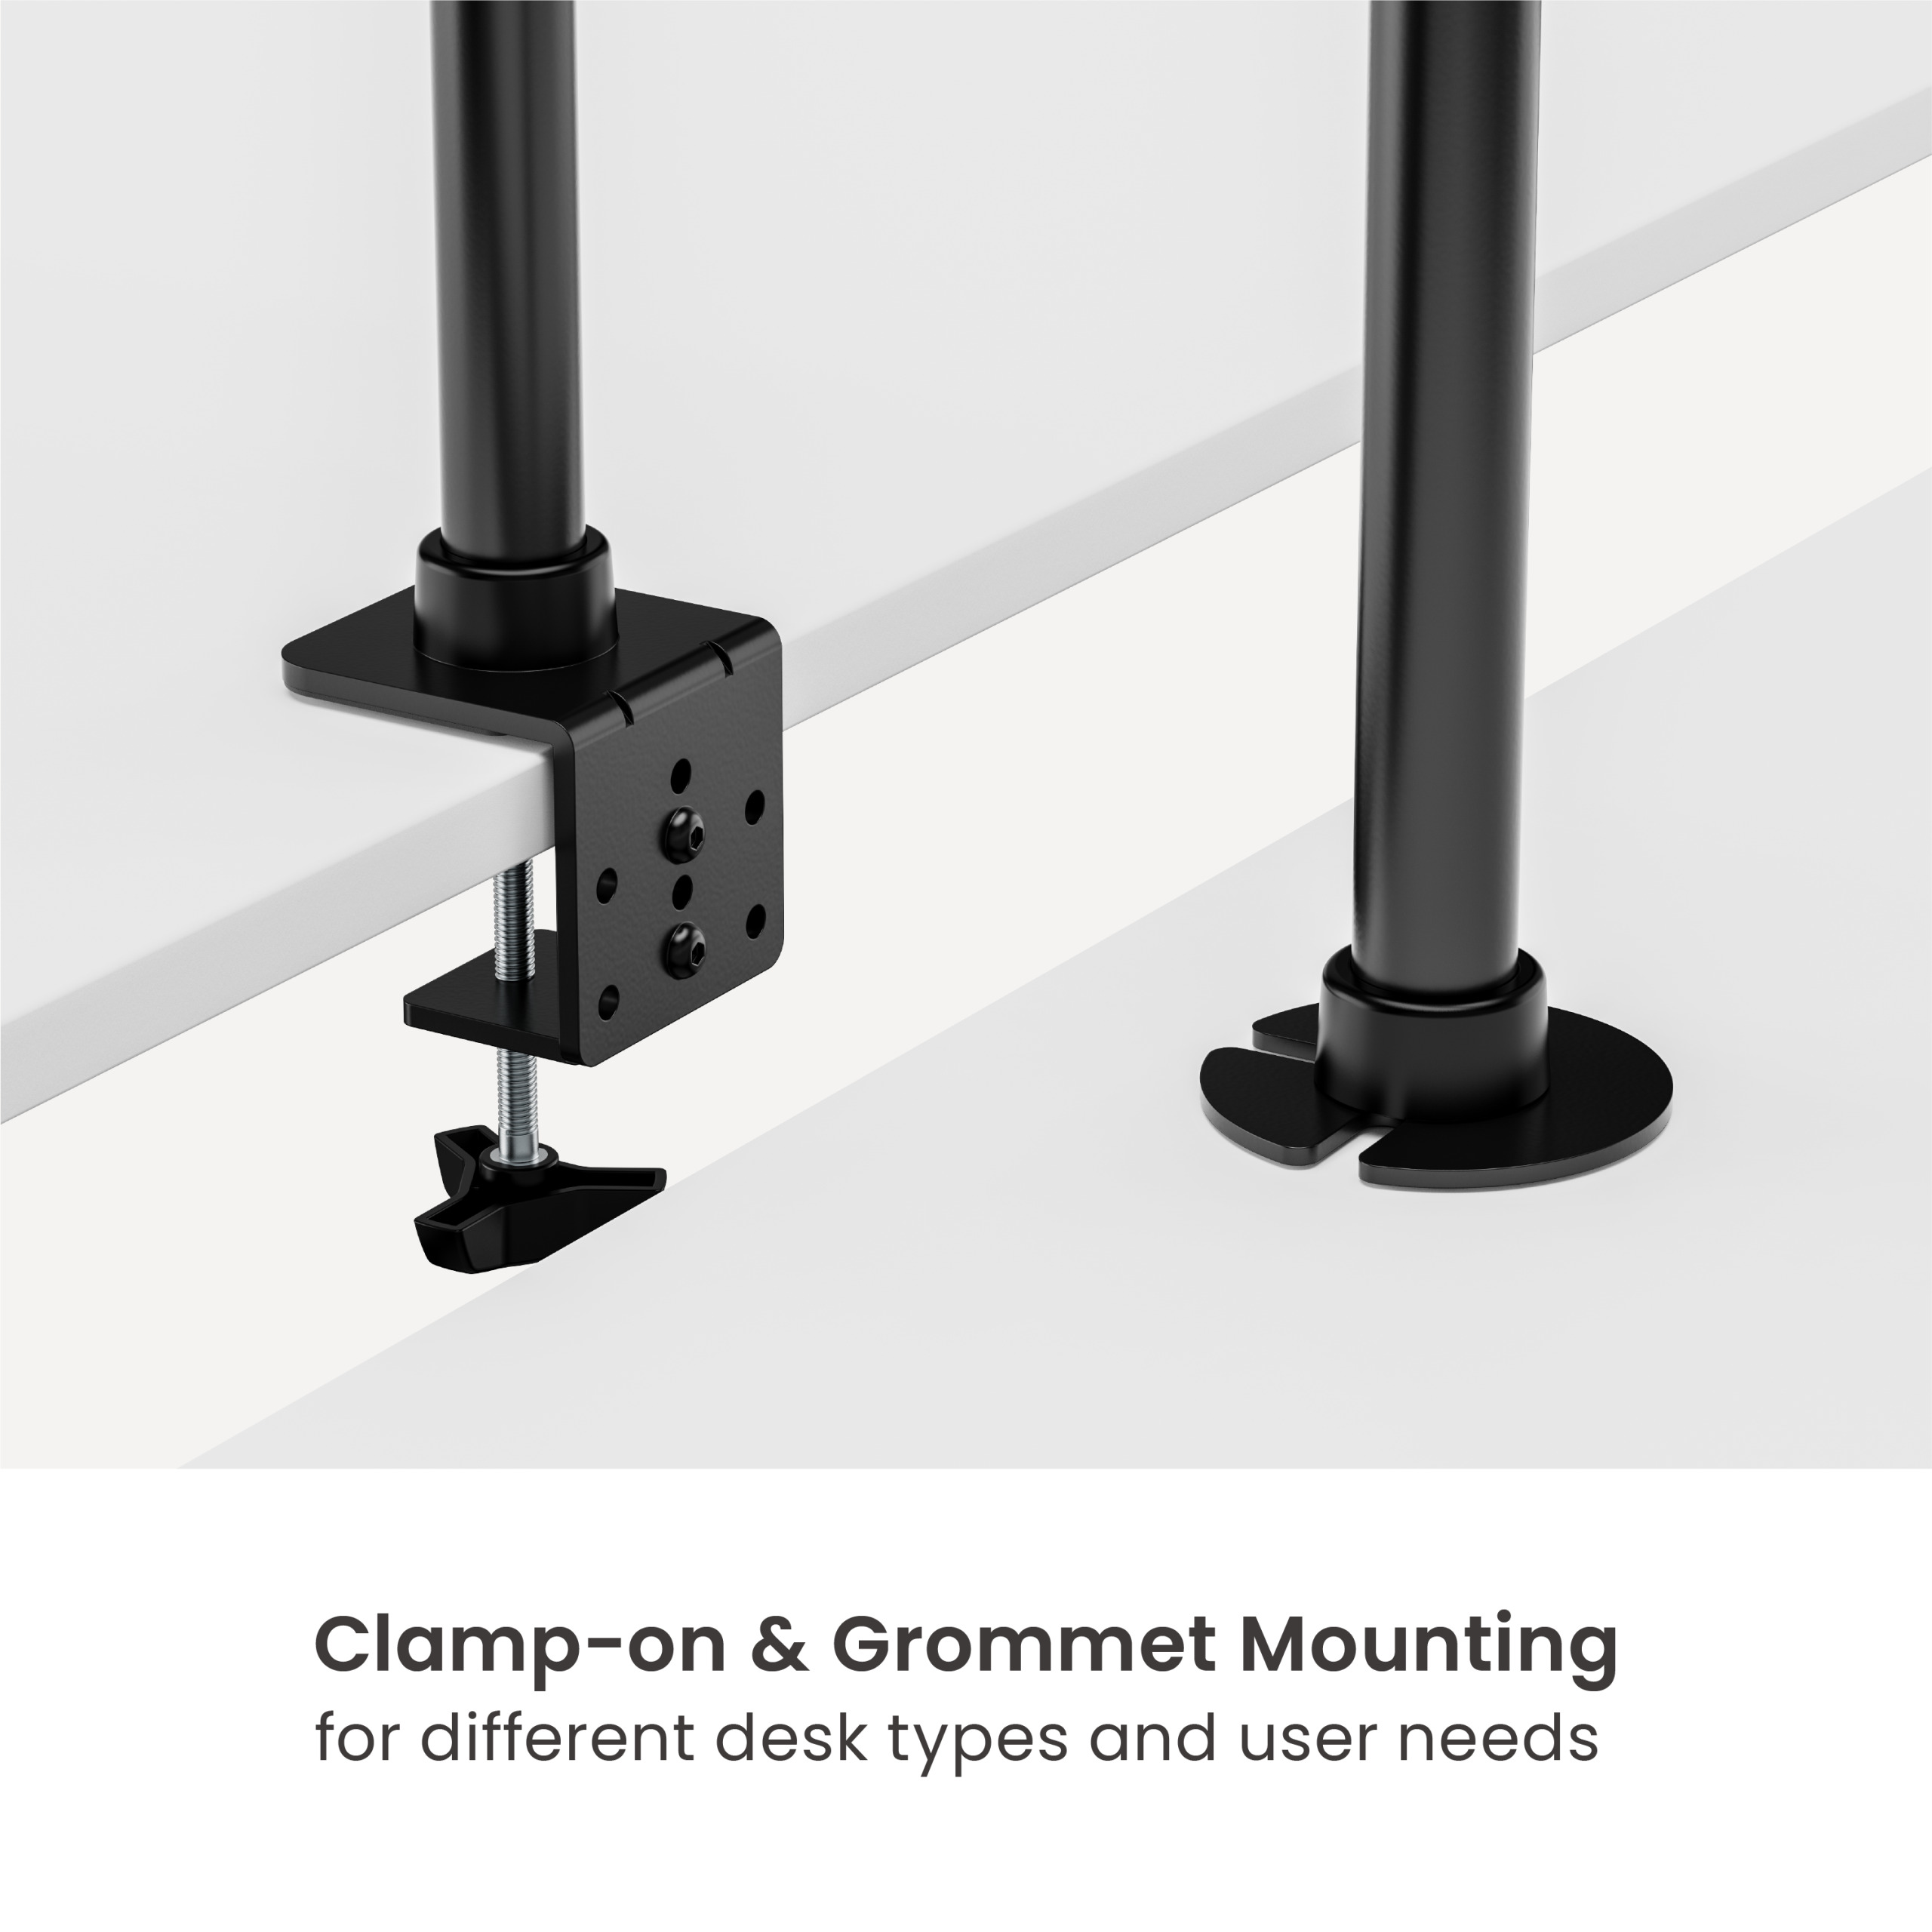 Clamp-on & Grommet Mounting
for different desk types and user needs